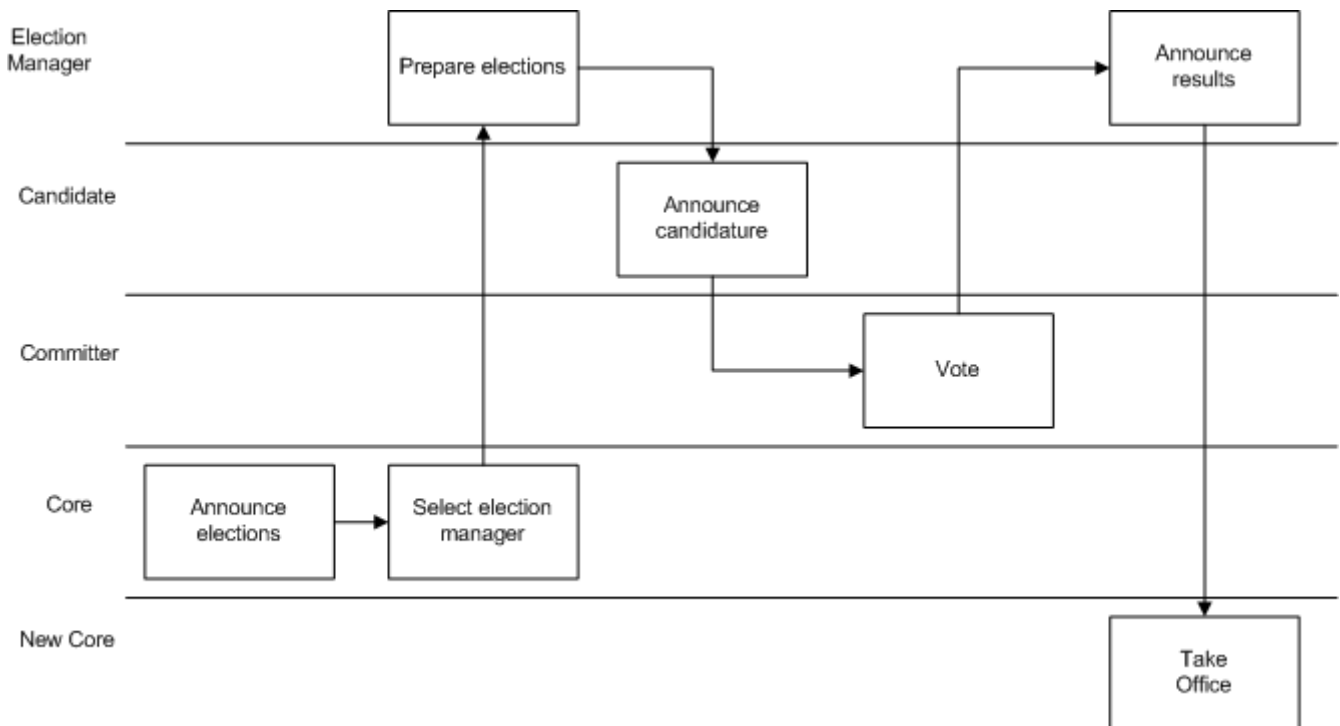 Election
Manager
Prepare elections
Announce
results
Candidate
Announce
candidature
Committer
Vote
Core
Announce
elections
Select election
manager
New Core
Take
Office